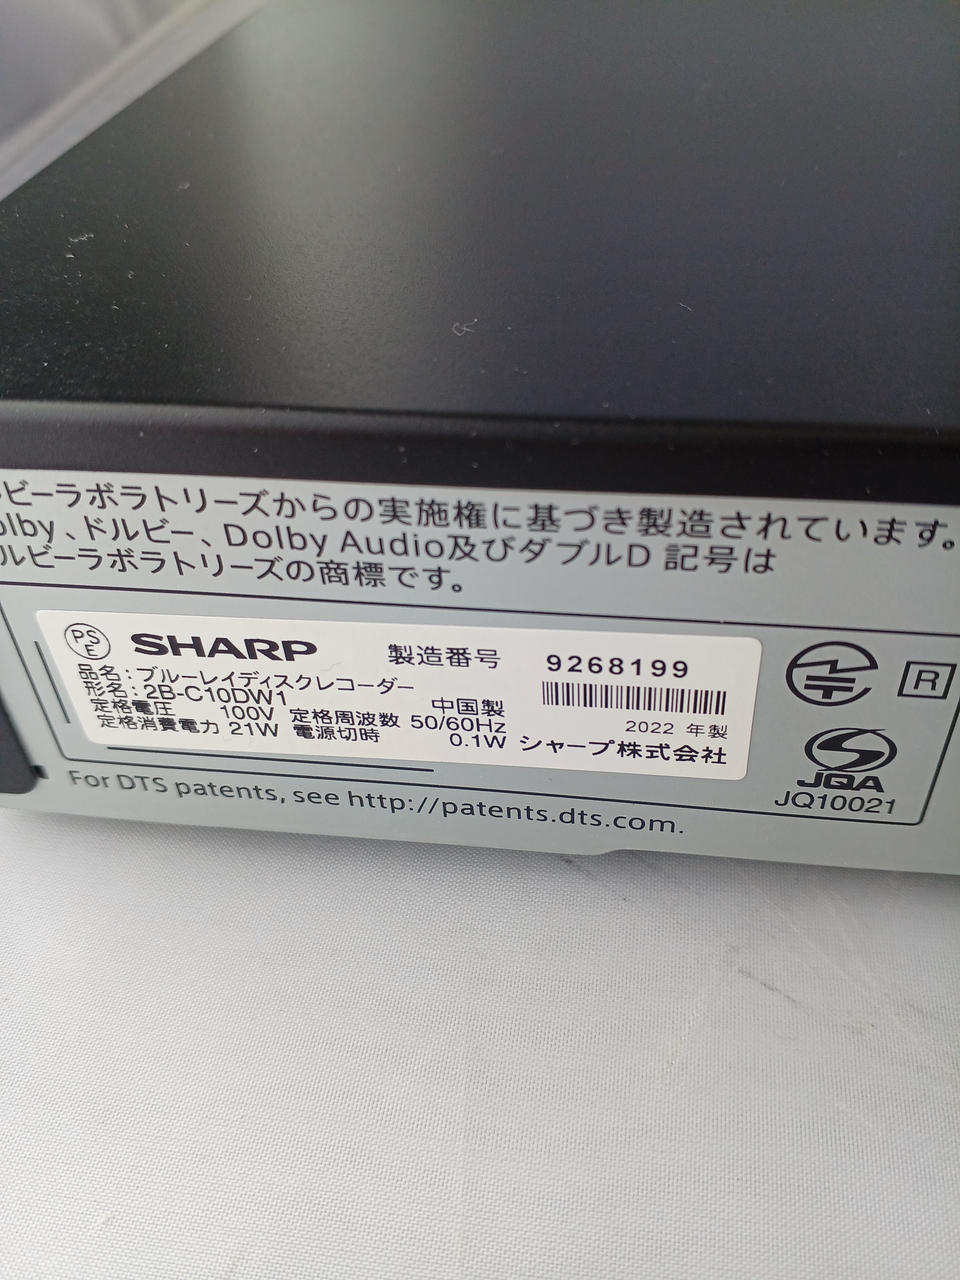 ビーラボラトリーズからの実施権に基づき製造されています。
olby、ドルビー、Dolby Audio及びダブルD 記号は
ルビーラボラトリーズの商標です。
PS
E
SHARP
製造番号 9268199
品名:ブルーレイディスクレコーダー
形名:2B-C10DW1 中国製
定格電圧 100V 定格周波数 50/60Hz 2022 年製
定格消費電力 21W 電源切時 0.1W シャープ株式会社
R
JQA
JQ10021
For DTS patents, see http://patents.dts.com.